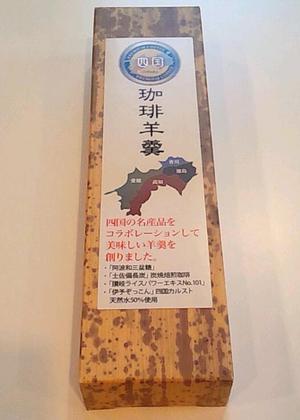 四国
珈琲羊羹
香川
徳島
愛媛
高知
四国の名産品を
コラボレーションして
美味しい羊羹を
創りました。
・「阿波和三盆糖」
・「土佐備長炭」炭焼焙煎珈琲
・「讃岐ライスパワーエキスNo.101」
・「伊予ぞっこん」四国カルスト
天然水50%使用